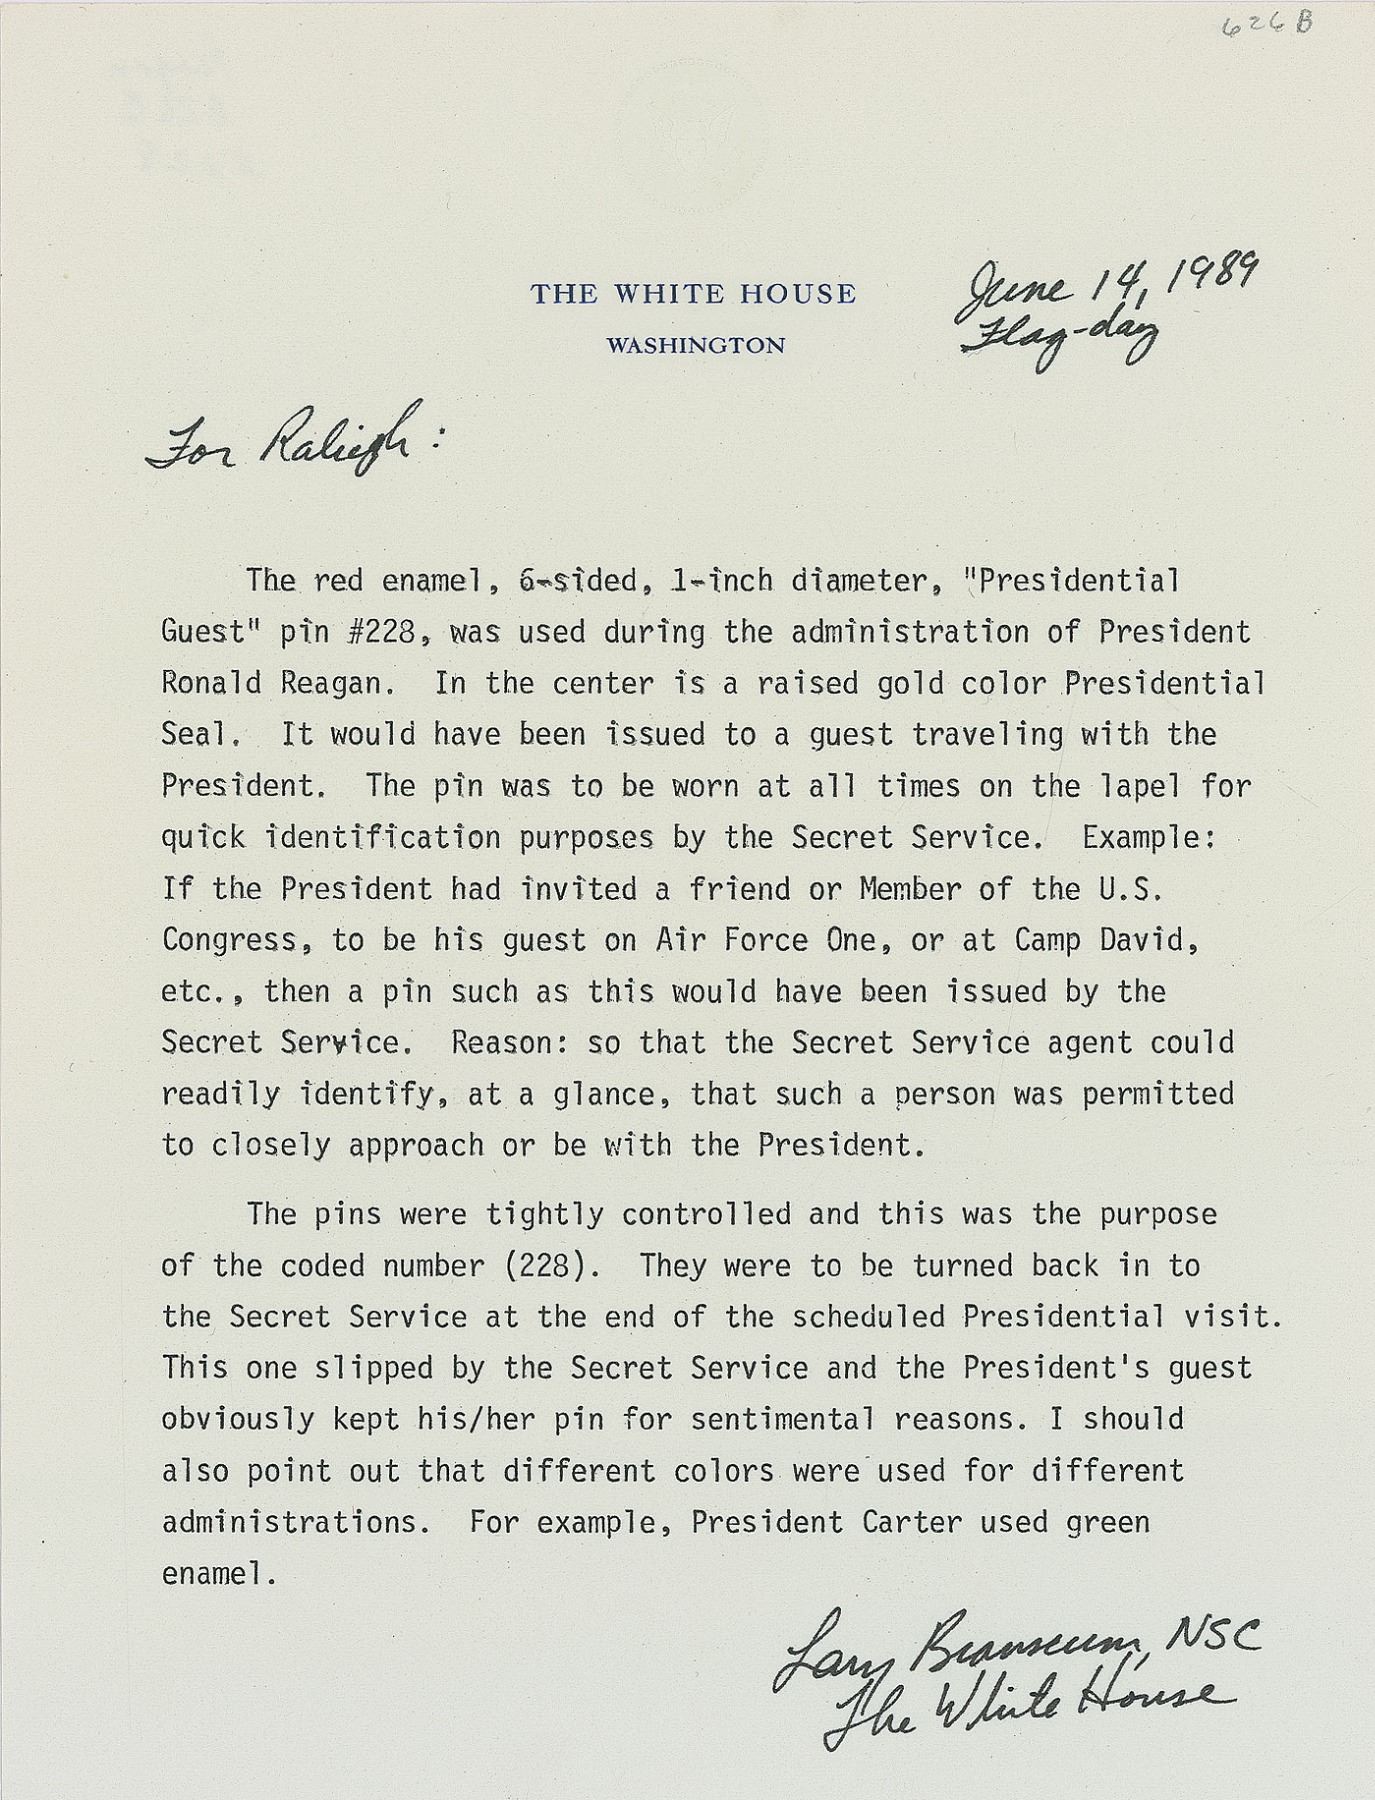 626 B
THE WHITE HOUSE
WASHINGTON
June 14, 1989
Flag-day
For Raliegh:
The red enamel, 6-sided, 1-inch diameter, "Presidential
Guest" pin #228, was used during the administration of President
Ronald Reagan. In the center is a raised gold color Presidential
Seal. It would have been issued to a guest traveling with the
President. The pin was to be worn at all times on the lapel for
quick identification purposes by the Secret Service. Example:
If the President had invited a friend or Member of the U.S.
Congress, to be his guest on Air Force One, or at Camp David,
etc., then a pin such as this would have been issued by the
Secret Service. Reason: so that the Secret Service agent could
readily identify, at a glance, that such a person was permitted
to closely approach or be with the President.
The pins were tightly controlled and this was the purpose
of the coded number (228). They were to be turned back in to
the Secret Service at the end of the scheduled Presidential visit.
This one slipped by the Secret Service and the President's guest
obviously kept his/her pin for sentimental reasons. I should
also point out that different colors were used for different
administrations. For example, President Carter used green
enamel.
NSC
The White House